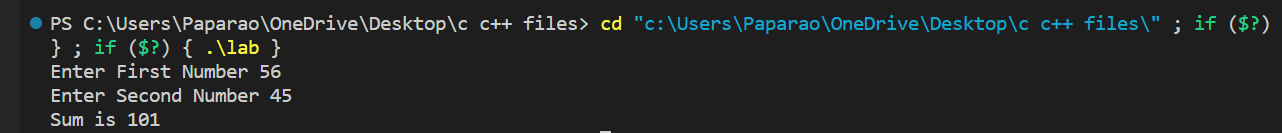 PS C:\Users\Paparao\OneDrive\Desktop\c c++ files> cd "c:\Users\Paparao\OneDrive\Desktop\c c++ files\" ; if ($?)
} ; if ($?) { .\lab }
Enter First Number 56
Enter Second Number 45
Sum is 101